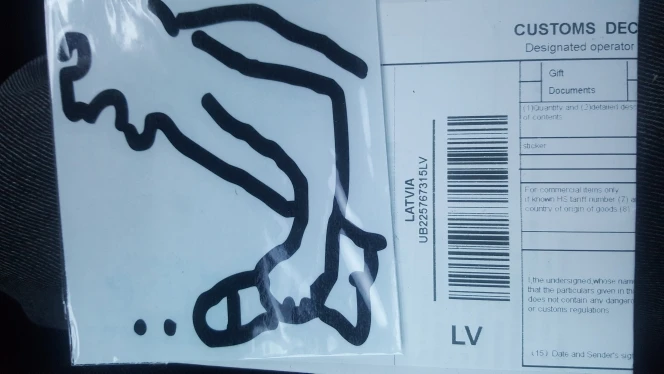 CUSTOMS DEC
Designated operator
Gift
Documents
(1)Quantity and (2)detailed desc
of contents
sticker
For commercial items only
if known HS tariff number (7) a
country of origin of goods (8)
I,the undersigned,whose nam
that the particulars given in th
does not contain any danger
or customs regulations
(15) Date and Sender's sig
LATVIA
UB225767315LV
LV